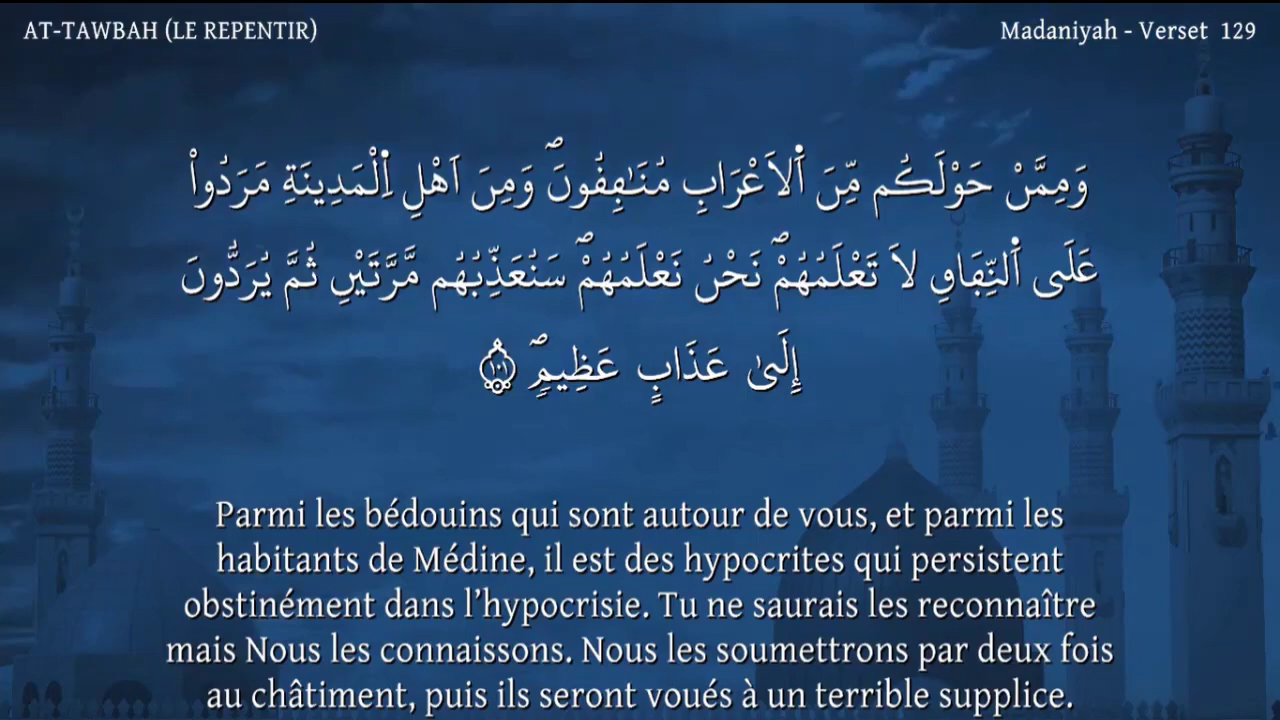 AT-TAWBAH (LE REPENTIR)
Madaniyah - Verset 129
وَمِمَّنْ حَوْلَكُم مِّنَ اَ۬لَاعْرَابِ مُنَٰفِقُونَۖ وَمِنَ اَهْلِ اِ۬لْمَدِينَةِ مَرَدُواْ
عَلَى اَ۬لنِّفَاقِ لَا تَعْلَمُهُمْۖ نَحْنُ نَعْلَمُهُمْۖ سَنُعَذِّبُهُم مَّرَّتَيْنِ ثُمَّ يُرَدُّونَ
إِلَىٰ عَذَابٍ عَظِيمٖۖ ١٠١
Parmi les bédouins qui sont autour de vous, et parmi les
habitants de Médine, il est des hypocrites qui persistent
obstinément dans l’hypocrisie. Tu ne saurais les reconnaître
mais Nous les connaissons. Nous les soumettrons par deux fois
au châtiment, puis ils seront voués à un terrible supplice.